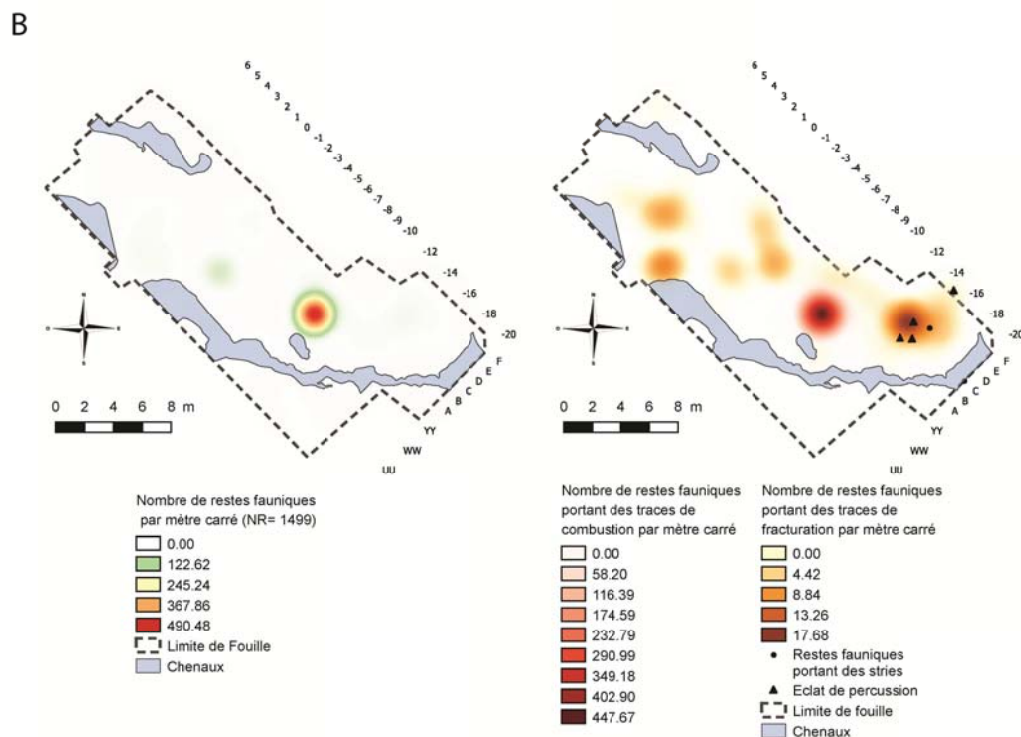 B
6
5
4
3
2
1
0
-1
-2
-3
-4
-5
-6
-7
-8
-9
-10
-12
-14
-16
-18
-20
F
E
D
C
B
A
YY
WW
UU
N
E
S
0 2 4 6 8 m
Nombre de restes fauniques
par mètre carré (NR= 1499)
0.00
122.62
245.24
367.86
490.48
Limite de Fouille
Chenaux
6
5
4
3
2
1
0
-1
-2
-3
-4
-5
-6
-7
-8
-9
-10
-12
-14
-16
-18
-20
F
E
D
C
B
A
YY
WW
UU
N
E
S
0 2 4 6 8 m
Nombre de restes fauniques
portant des traces de
combustion par mètre carré
0.00
58.20
116.39
174.59
232.79
290.99
349.18
402.90
447.67
Nombre de restes fauniques
portant des traces de
fracturation par mètre carré
0.00
4.42
8.84
13.26
17.68
Restes fauniques
portant des stries
Eclat de percussion
Limite de fouille
Chenaux